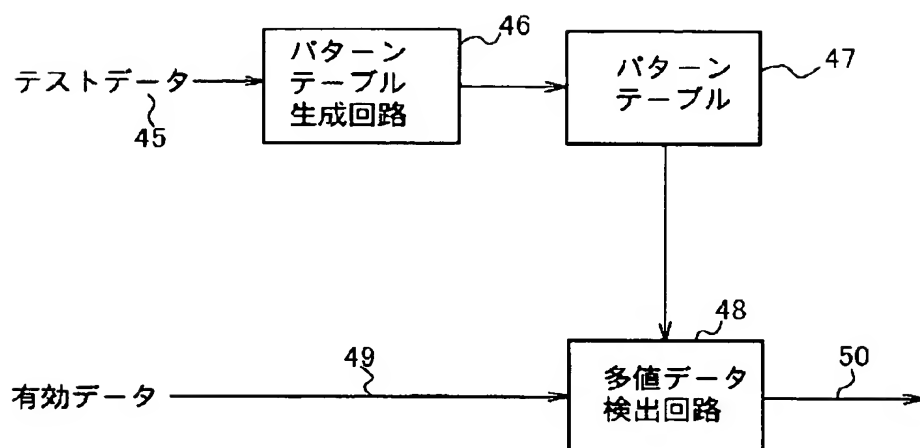 テストデータ
45
46
パターン
テーブル
生成回路
47
パターン
テーブル
48
有効データ
49
多値データ
検出回路
50